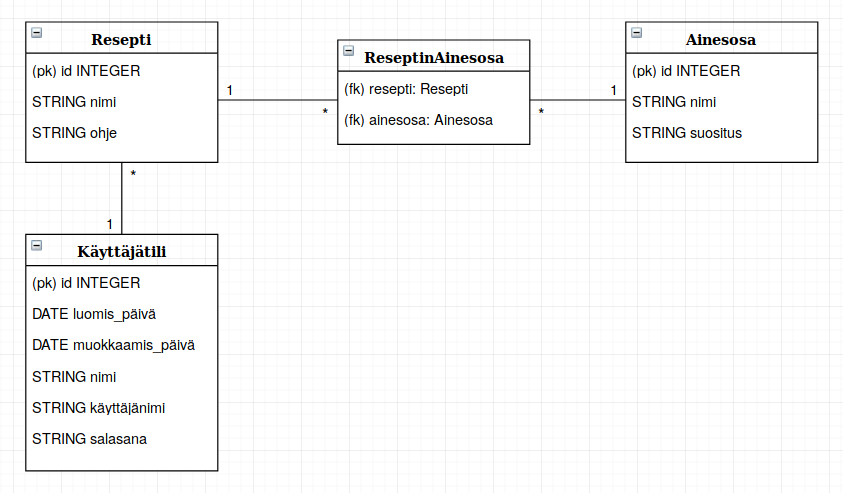 Resepti
(pk) id INTEGER
STRING nimi
STRING ohje
1
*
ReseptinAinesosa
(fk) resepti: Resepti
(fk) ainesosa: Ainesosa
*
1
Ainesosa
(pk) id INTEGER
STRING nimi
STRING suositus
*
1
Käyttäjätili
(pk) id INTEGER
DATE luomis_päivä
DATE muokkaamis_päivä
STRING nimi
STRING käyttäjänimi
STRING salasana